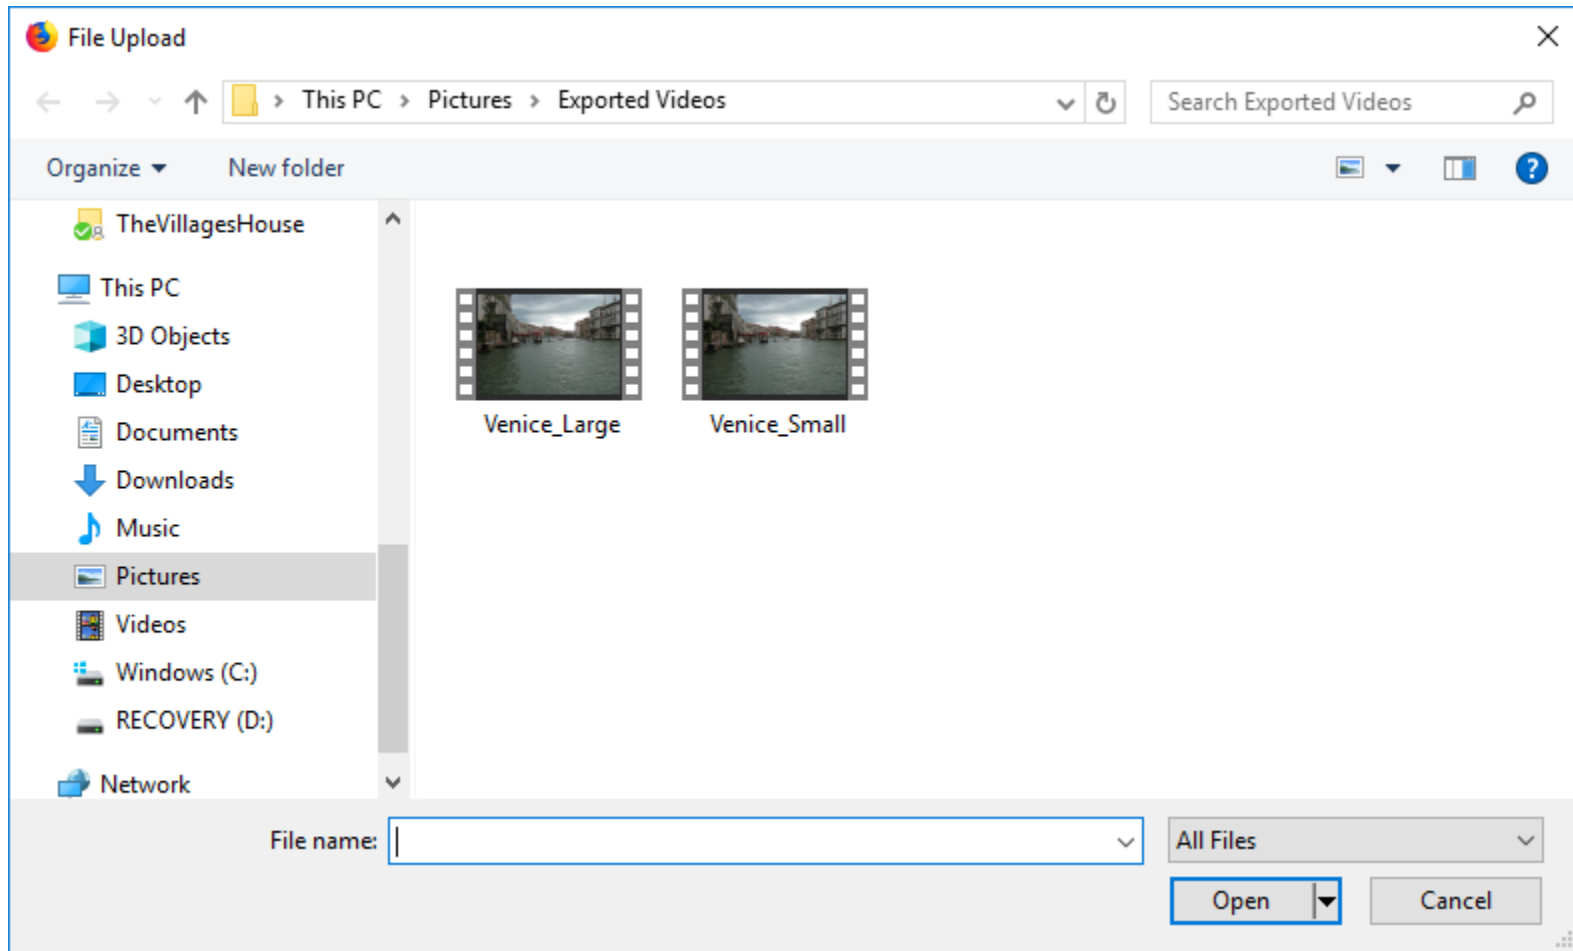 File Upload
This PC > Pictures > Exported Videos
Search Exported Videos
Organize
New folder
?
TheVillagesHouse
This PC
3D Objects
Desktop
Documents
Downloads
Music
Pictures
Videos
Windows (C:)
RECOVERY (D:)
Network
Venice_Large
Venice_Small
File name:
All Files
Open
Cancel